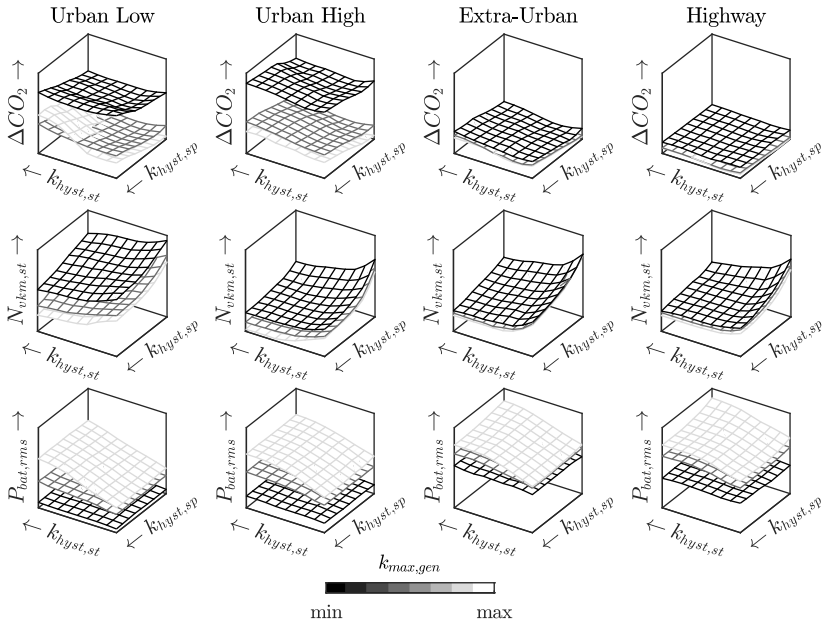 Urban Low Urban High Extra-Urban Highway
ΔCO₂ → ΔCO₂ → ΔCO₂ → ΔCO₂ →
← k_{hyst,st} ← k_{hyst,sp} ← k_{hyst,st} ← k_{hyst,sp} ← k_{hyst,st} ← k_{hyst,sp} ← k_{hyst,st} ← k_{hyst,sp}
N_{vkm,st} → N_{vkm,st} → N_{vkm,st} → N_{vkm,st} →
← k_{hyst,st} ← k_{hyst,sp} ← k_{hyst,st} ← k_{hyst,sp} ← k_{hyst,st} ← k_{hyst,sp} ← k_{hyst,st} ← k_{hyst,sp}
P_{bat,rms} → P_{bat,rms} → P_{bat,rms} → P_{bat,rms} →
← k_{hyst,st} ← k_{hyst,sp} ← k_{hyst,st} ← k_{hyst,sp} ← k_{hyst,st} ← k_{hyst,sp} ← k_{hyst,st} ← k_{hyst,sp}
k_{max,gen}
min max